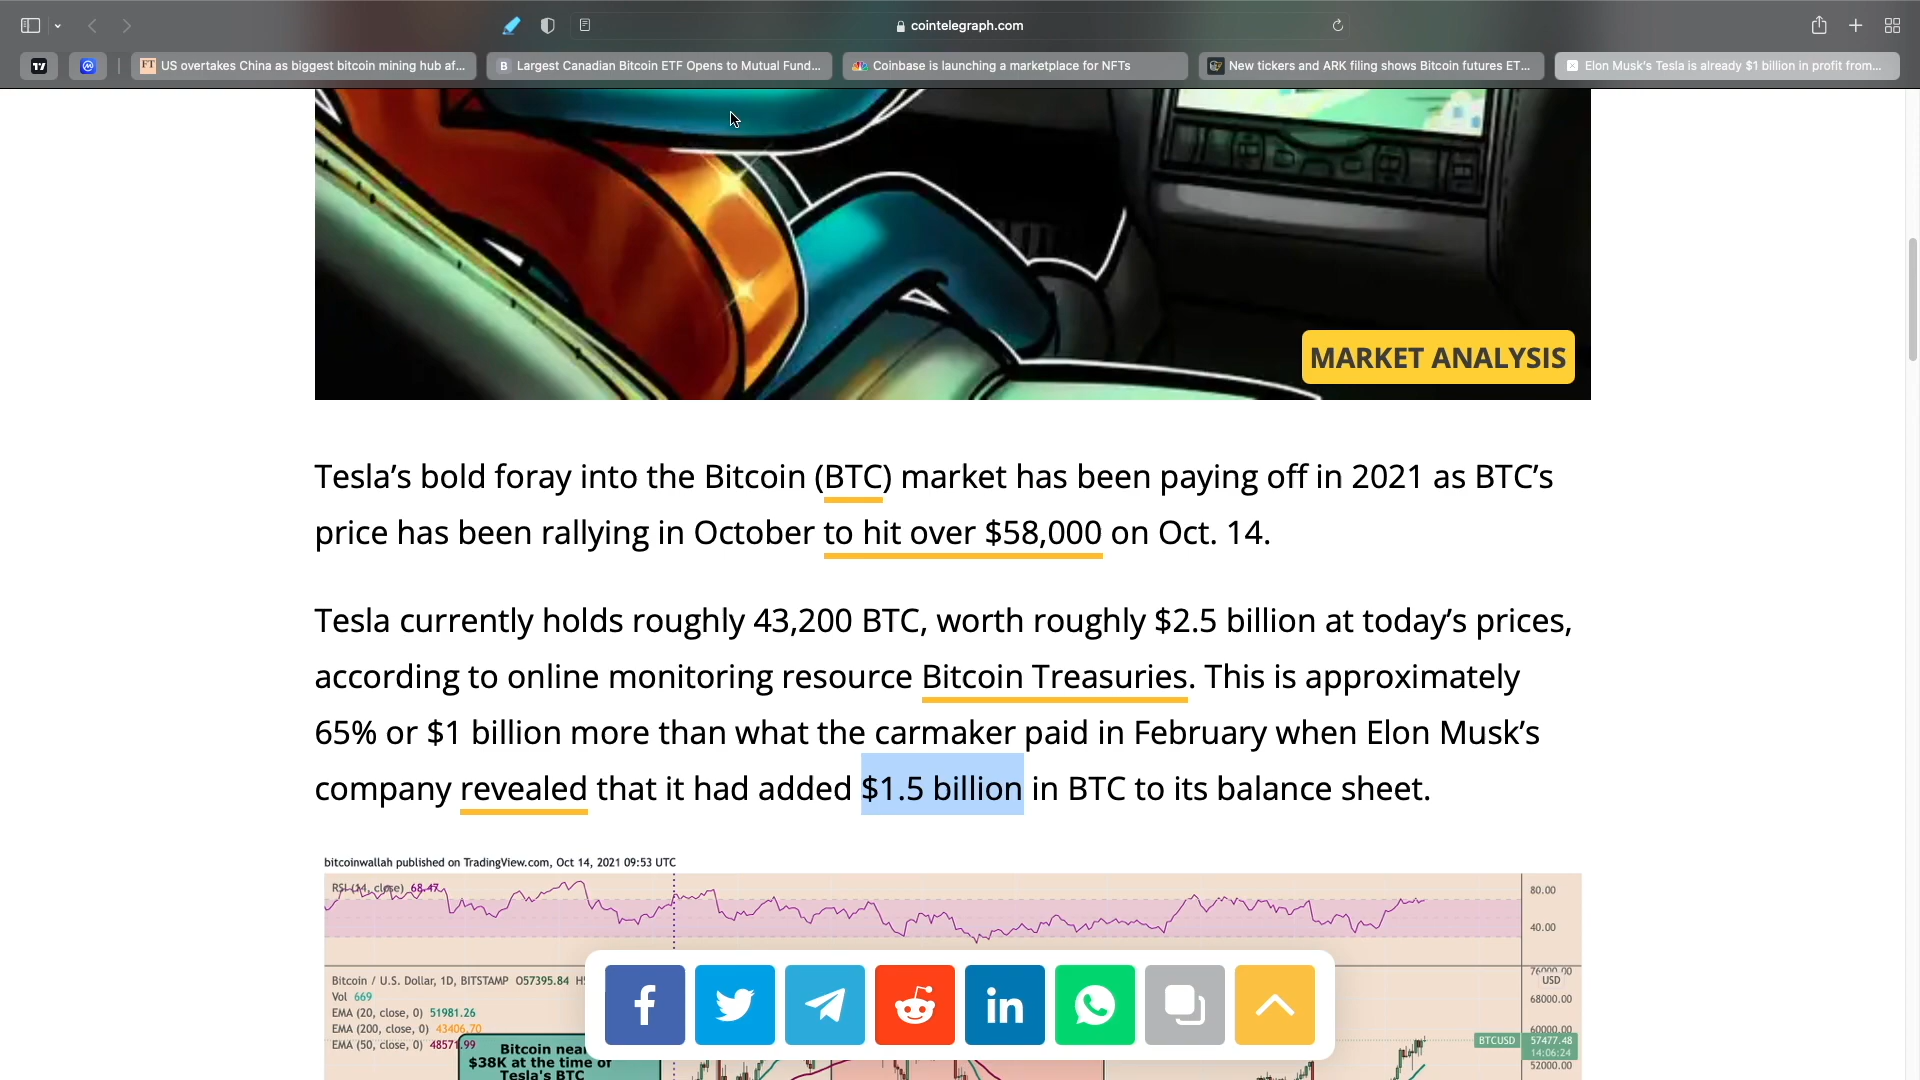 cointelegraph.com
US overtakes China as biggest bitcoin mining hub af...
Largest Canadian Bitcoin ETF Opens to Mutual Fund...
Coinbase is launching a marketplace for NFTs
New tickers and ARK filing shows Bitcoin futures ET...
Elon Musk's Tesla is already $1 billion in profit from...
MARKET ANALYSIS
Tesla’s bold foray into the Bitcoin (BTC) market has been paying off in 2021 as BTC’s
price has been rallying in October to hit over $58,000 on Oct. 14.
Tesla currently holds roughly 43,200 BTC, worth roughly $2.5 billion at today’s prices,
according to online monitoring resource Bitcoin Treasuries. This is approximately
65% or $1 billion more than what the carmaker paid in February when Elon Musk’s
company revealed that it had added $1.5 billion in BTC to its balance sheet.
bitcoinwallah published on TradingView.com, Oct 14, 2021 09:53 UTC
RSI (14, close) 68.47
80.00
40.00
Bitcoin / U.S. Dollar, 1D, BITSTAMP O57395.84
Vol 669
EMA (20, close, 0) 51981.26
EMA (200, close, 0) 43406.70
EMA (50, close, 0) 48571.99
76000.00
USD
68000.00
60000.00
BTCUSD 57477.48
14:06:24
52000.00
Bitcoin near
$38K at the time of
Tesla's BTC